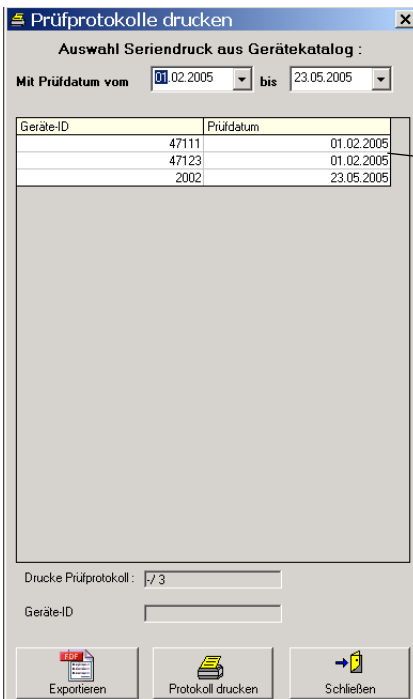 Prüfprotokolle drucken
Auswahl Seriendruck aus Gerätekatalog :
Mit Prüfdatum vom 01.02.2005 bis 23.05.2005
Geräte-ID Prüfdatum
47111 01.02.2005
47123 01.02.2005
2002 23.05.2005
Drucke Prüfprotokoll : -/ 3
Geräte-ID
PDF
Exportieren Protokoll drucken Schließen